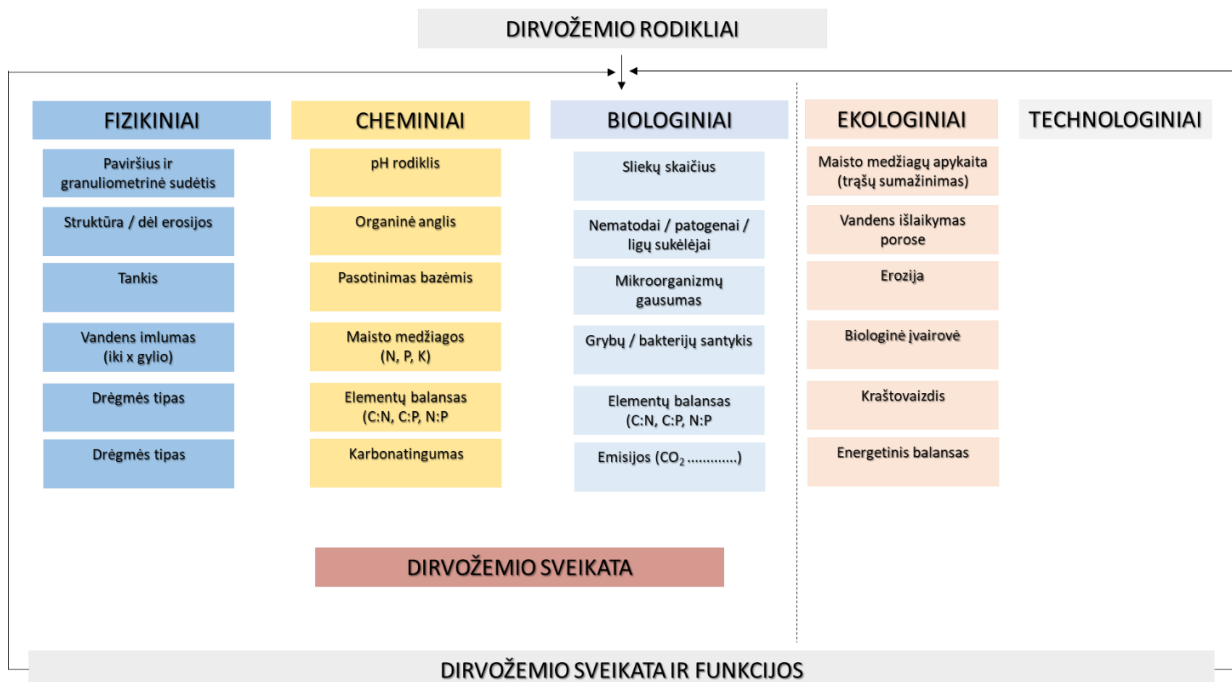 DIRVOŽEMIO RODIKLIAI
FIZIKINIAI
Paviršius ir
granuliometrinė sudėtis
Struktūra / dėl erosijos
Tankis
Vandens imlumas
(iki x gylio)
Drėgmės tipas
Drėgmės tipas
CHEMINIAI
pH rodiklis
Organinė anglis
Pasotinimas bazėmis
Maisto medžiagos
(N, P, K)
Elementų balansas
(C:N, C:P, N:P
Karbonatingumas
BIOLOGINIAI
Sliekų skaičius
Nematodai / patogenai /
ligų sukėlėjai
Mikroorganizmų
gausumas
Grybų / bakterijų santykis
Elementų balansas
(C:N, C:P, N:P
Emisijos (CO₂ .............)
EKOLOGINIAI
Maisto medžiagų apykaita
(trąšų sumažinimas)
Vandens išlaikymas
porose
Erozija
Biologinė įvairovė
Kraštovaizdis
Energetinis balansas
TECHNOLOGINIAI
DIRVOŽEMIO SVEIKATA
DIRVOŽEMIO SVEIKATA IR FUNKCIJOS